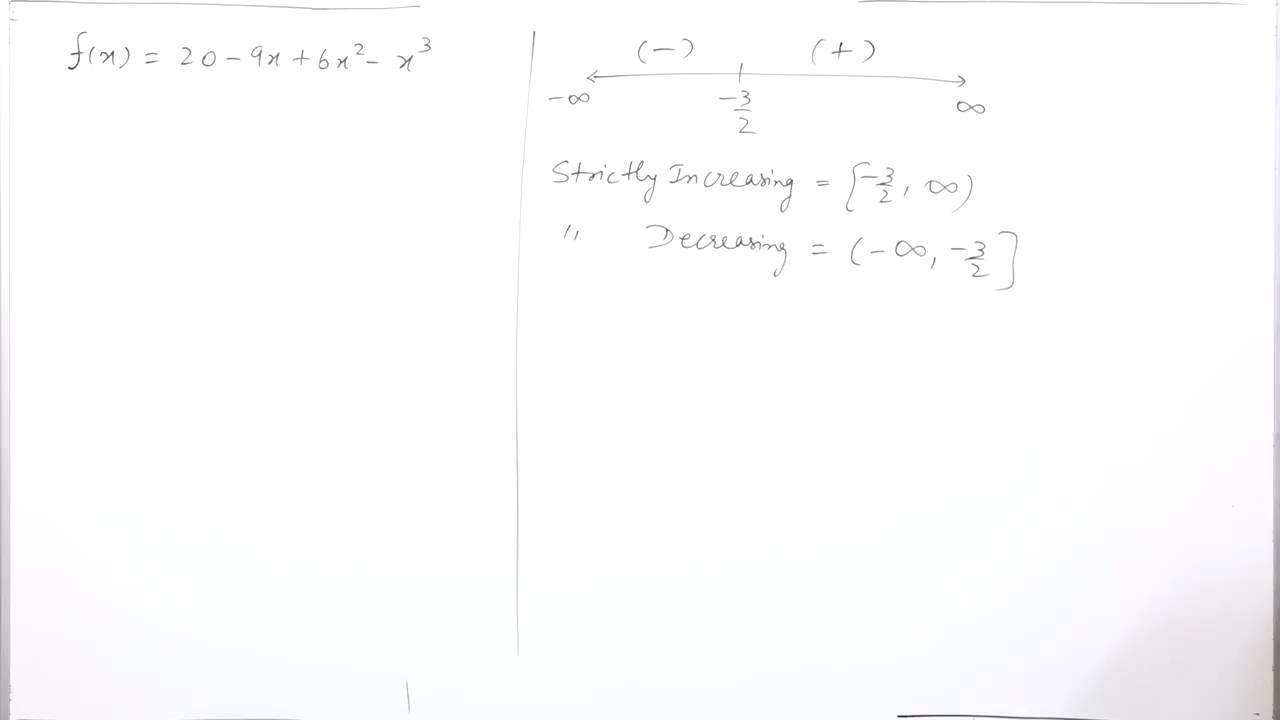 f(x) = 20 - 9x + 6x² - x³
(-) (+)
-∞ -3/2 ∞
Strictly Increasing = [-3/2, ∞)
" Decreasing = (-∞, -3/2]